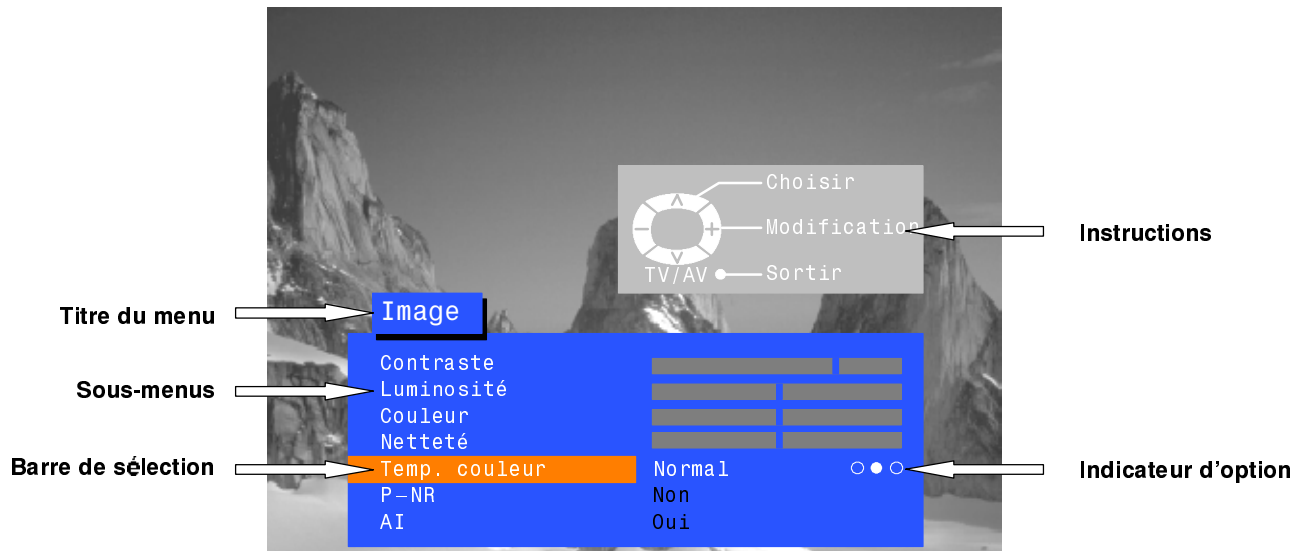 Choisir
Modification
Instructions
TV/AV
Sortir
Titre du menu
Image
Contraste
Sous-menus
Luminosité
Couleur
Netteté
Barre de sélection
Temp. couleur
Normal
Indicateur d'option
P-NR
Non
AI
Oui